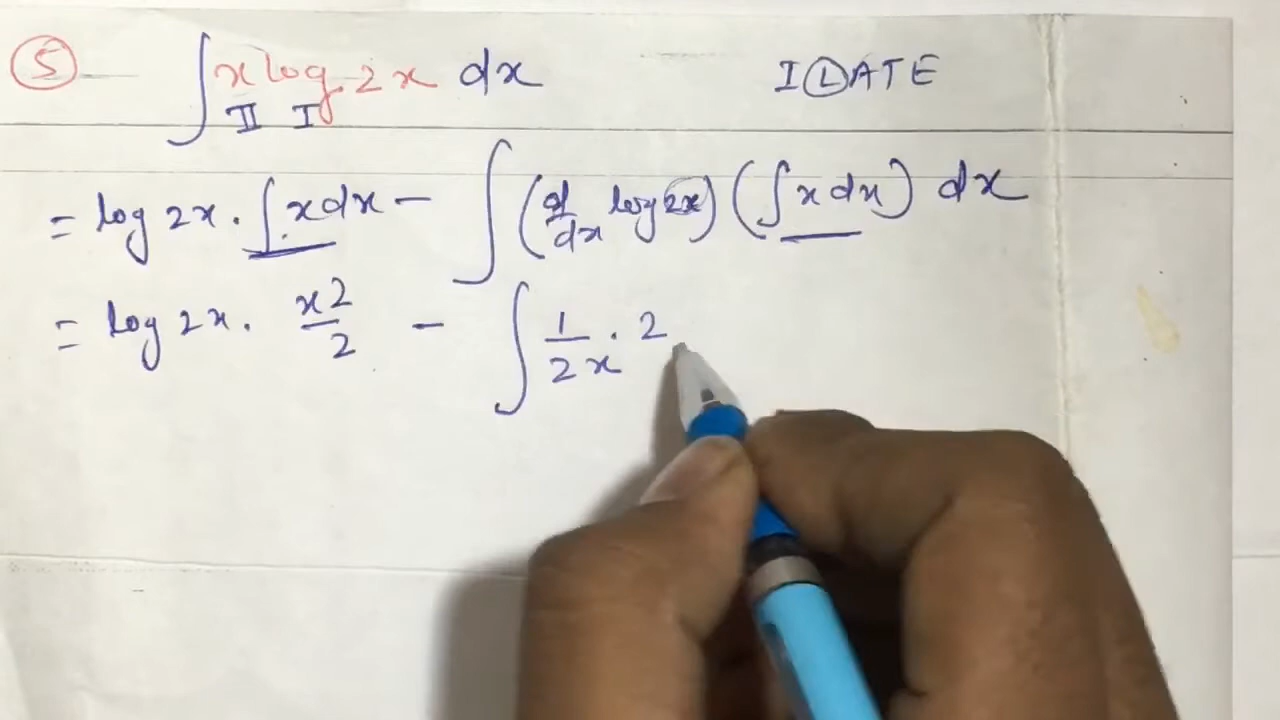 ⑤ ∫ x log 2x dx I Ⓛ A T E
II I
= log 2x . ∫ x dx − ∫ (d/dx log 2x) (∫ x dx) dx
= log 2x . x2/2 − ∫ 1/2x . 2